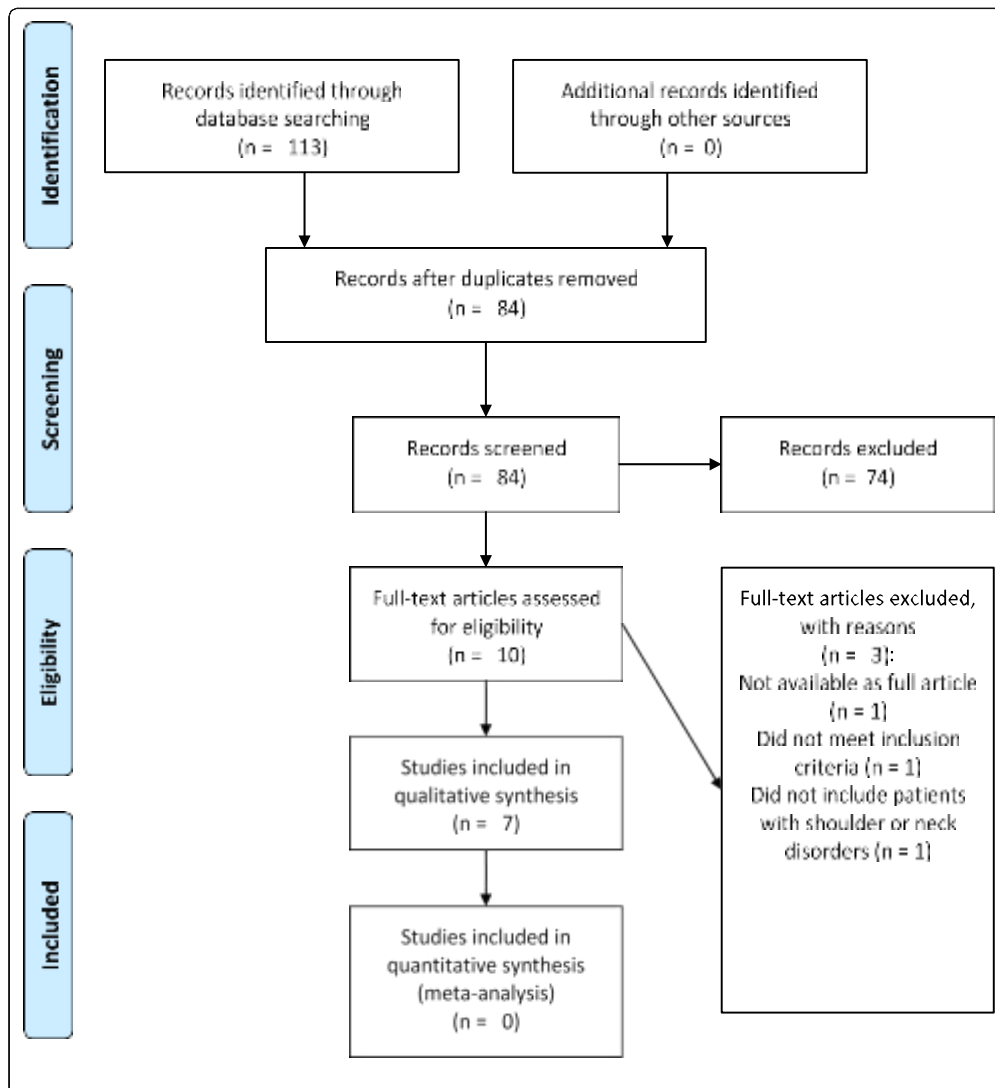 Identification
Records identified through
database searching
(n = 113)
Additional records identified
through other sources
(n = 0)
Records after duplicates removed
(n = 84)
Screening
Records screened
(n = 84)
Records excluded
(n = 74)
Eligibility
Full-text articles assessed
for eligibility
(n = 10)
Full-text articles excluded,
with reasons
(n = 3):
Not available as full article
(n = 1)
Did not meet inclusion
criteria (n = 1)
Did not include patients
with shoulder or neck
disorders (n = 1)
Studies included in
qualitative synthesis
(n = 7)
Included
Studies included in
quantitative synthesis
(meta-analysis)
(n = 0)